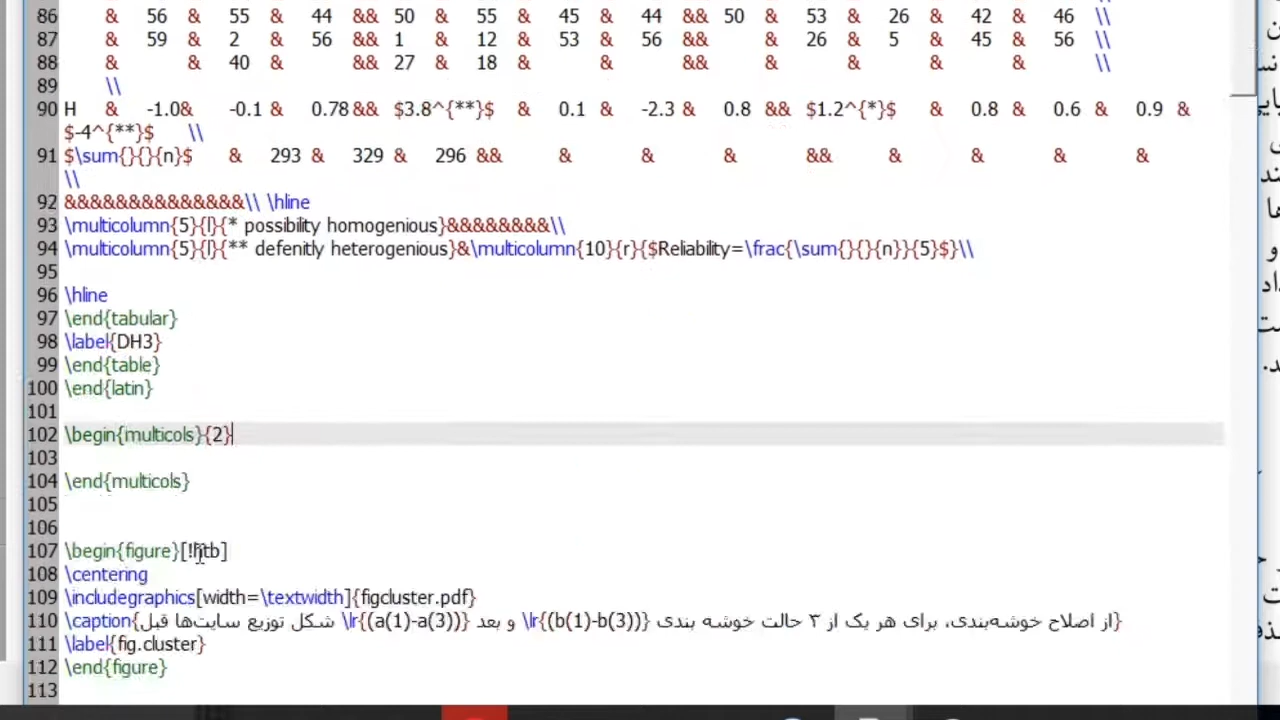 86 & 56 & 55 & 44 && 50 & 55 & 45 & 44 && 50 & 53 & 26 & 42 & 46 \\
87 & 59 & 2 & 56 && 1 & 12 & 53 & 56 && & 26 & 5 & 45 & 56 \\
88 & & 40 & && 27 & 18 & & && & & & & \\
89 \\
90 H & -1.0& -0.1 & 0.78 && $3.8^{**}$ & 0.1 & -2.3 & 0.8 && $1.2^{*}$ & 0.8 & 0.6 & 0.9 &
$-4^{**}$ \\
91 $\sum{}{}{n}$ & 293 & 329 & 296 && & & & && & & & &
\\
92 &&&&&&&&&&&&&&\\ \hline
93 \multicolumn{5}{l}{* possibility homogenious}&&&&&&&&\\
94 \multicolumn{5}{l}{** defenitly heterogenious}&\multicolumn{10}{r}{$Reliability=\frac{\sum{}{}{n}}{5}$}\\
95
96 \hline
97 \end{tabular}
98 \label{DH3}
99 \end{table}
100 \end{latin}
101
102 \begin{multicols}{2}
103
104 \end{multicols}
105
106
107 \begin{figure}[!htb]
108 \centering
109 \includegraphics[width=\textwidth]{figcluster.pdf}
110 \caption{شکل توزیع سایت‌ها قبل \lr{(a(1)-a(3))} و بعد \lr{(b(1)-b(3))} از اصلاح خوشه‌بندی، برای هر یک از ۳ حالت خوشه بندی}
111 \label{fig.cluster}
112 \end{figure}
113